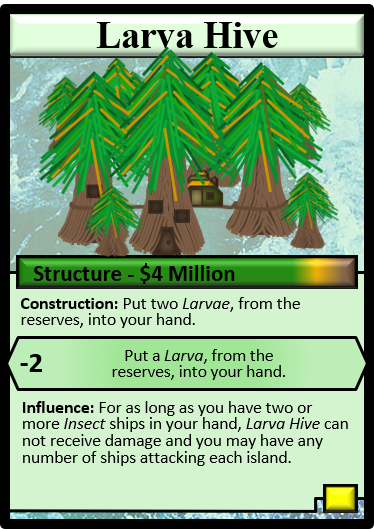 Larva Hive
Structure - $4 Million
Construction: Put two Larvae, from the
reserves, into your hand.
-2
Put a Larva, from the
reserves, into your hand.
Influence: For as long as you have two or
more Insect ships in your hand, Larva Hive can
not receive damage and you may have any
number of ships attacking each island.